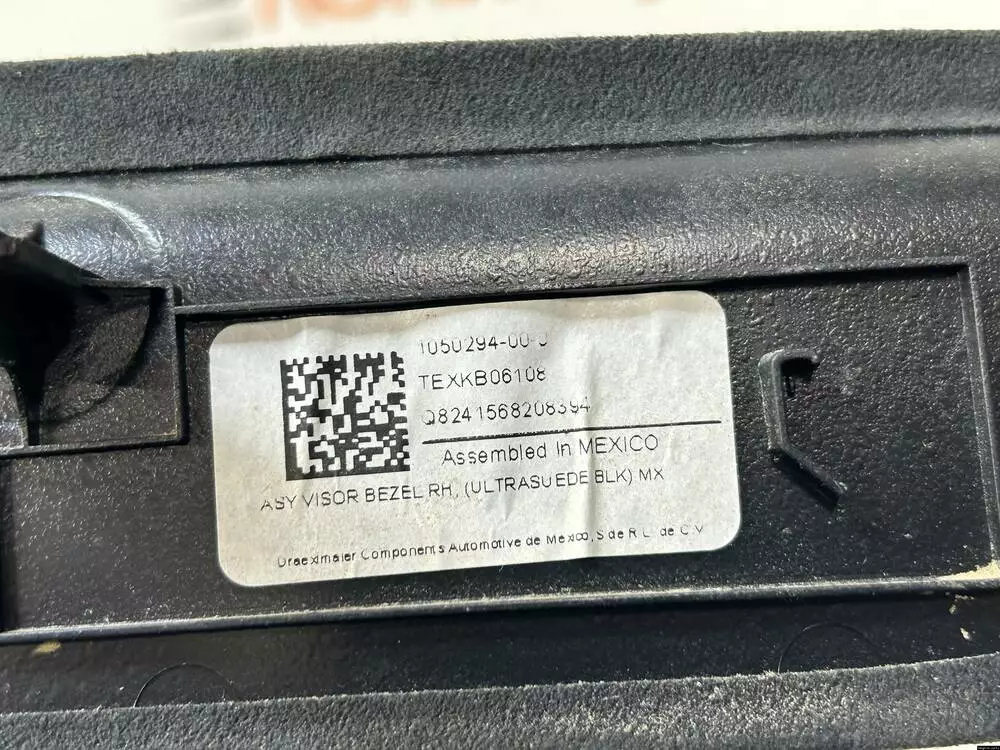 1050294-00-J
TEXKB06108
Q8241568208394
Assembled In MEXICO
ASY VISOR BEZEL RH, (ULTRASUEDE BLK) MX
Draexlmaier Components Automotive de Mexico, S de R L de C.V